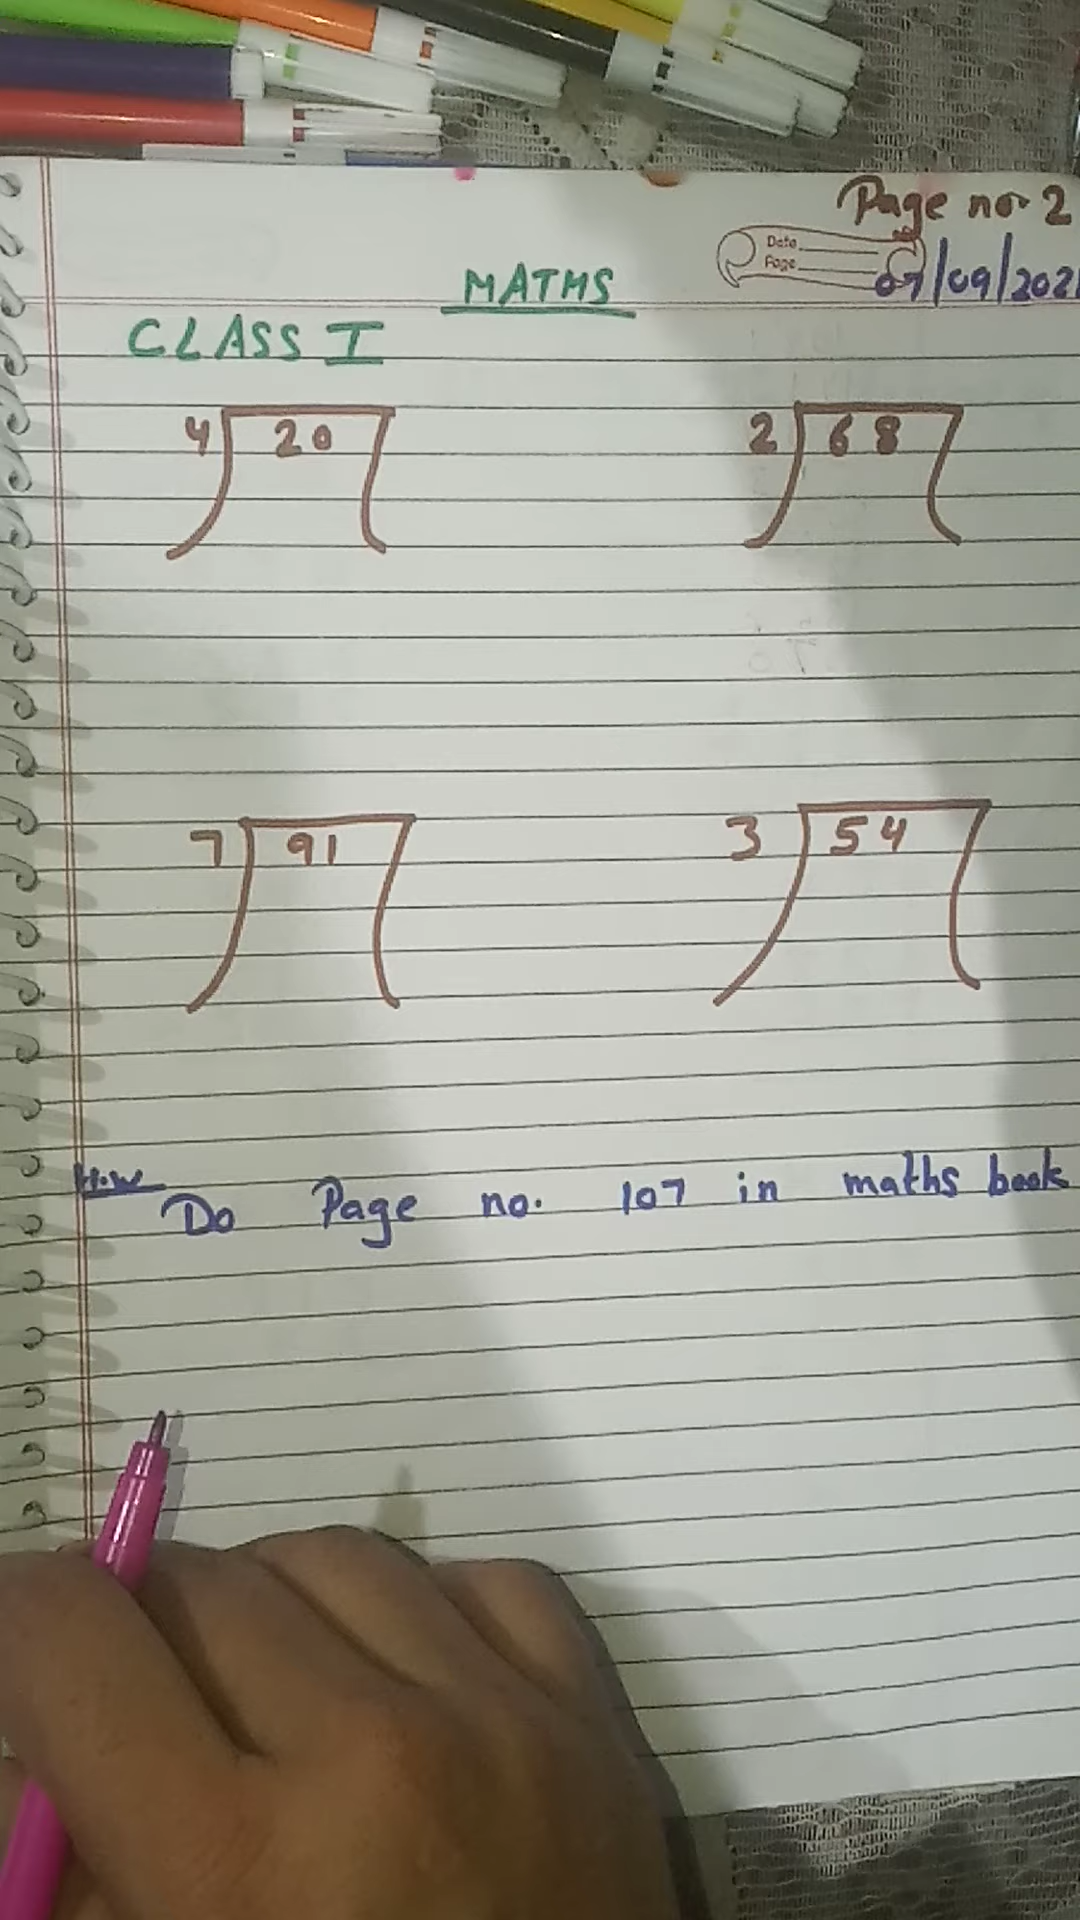 Page no. 2
Date
Page
07/09/2021
MATHS
CLASS I
4 20
2 68
7 91
3 54
H.W
Do Page no. 107 in maths book